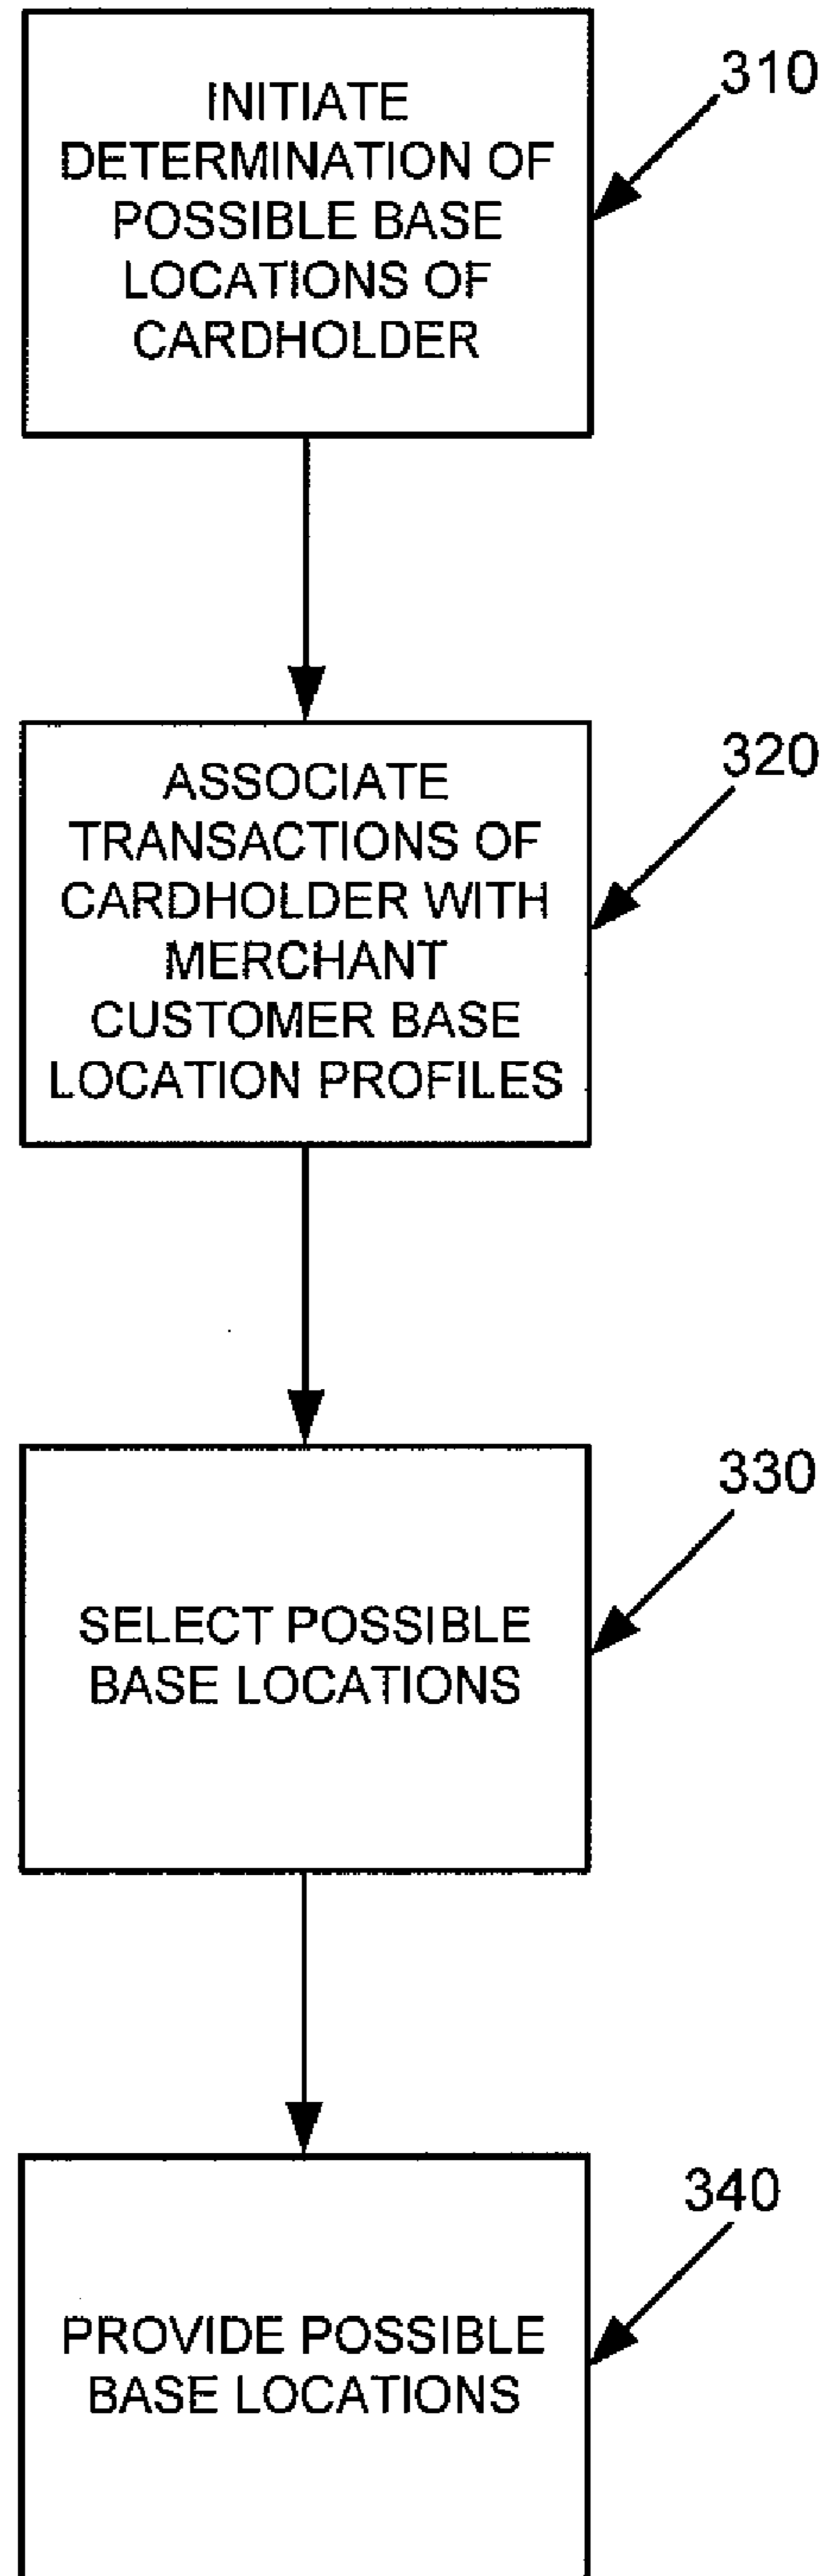 INITIATE
DETERMINATION OF
POSSIBLE BASE
LOCATIONS OF
CARDHOLDER
310
ASSOCIATE
TRANSACTIONS OF
CARDHOLDER WITH
MERCHANT
CUSTOMER BASE
LOCATION PROFILES
320
SELECT POSSIBLE
BASE LOCATIONS
330
PROVIDE POSSIBLE
BASE LOCATIONS
340